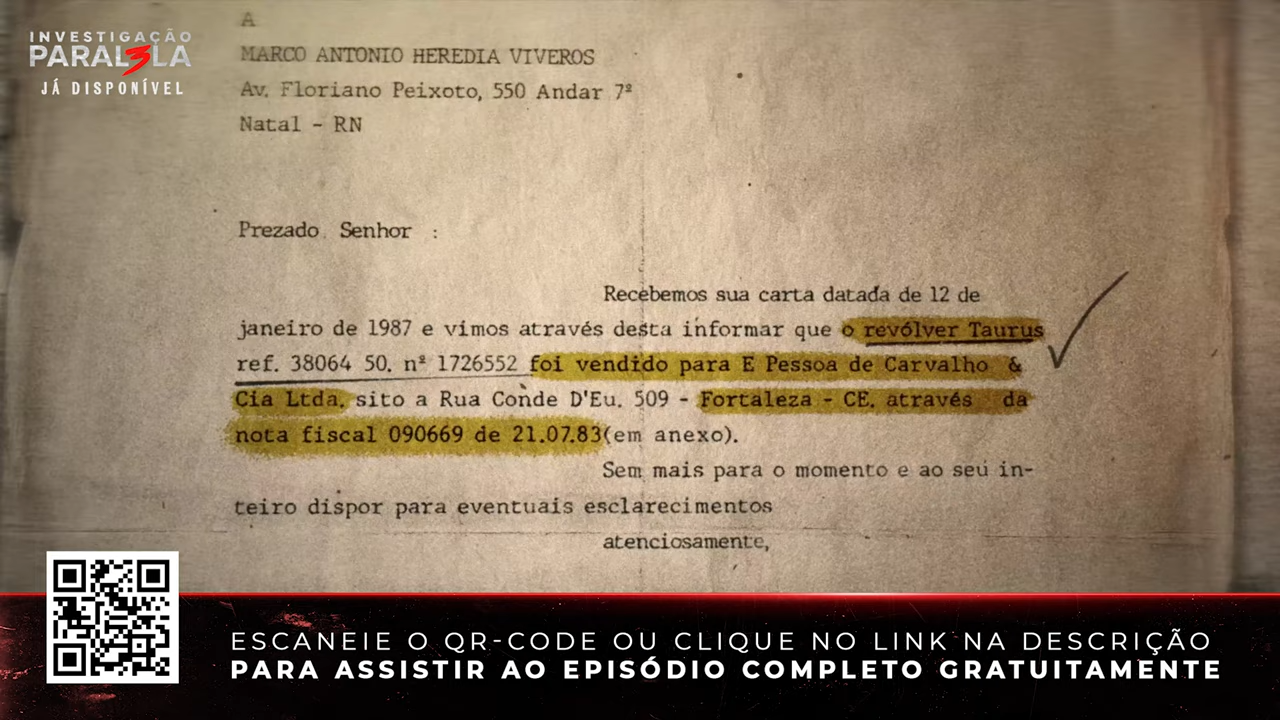 INVESTIGAÇÃO
PARAL3LA
JÁ DISPONÍVEL
A
MARCO ANTONIO HEREDIA VIVEROS
Av. Floriano Peixoto, 550 Andar 7º
Natal - RN
Prezado Senhor :
Recebemos sua carta datada de 12 de
janeiro de 1987 e vimos através desta informar que o revólver Taurus
ref. 38064 50. nº 1726552 foi vendido para E Pessoa de Carvalho &
Cia Ltda. sito a Rua Conde D'Eu. 509 - Fortaleza - CE, através da
nota fiscal 090669 de 21.07.83(em anexo).
Sem mais para o momento e ao seu in-
teiro dispor para eventuais esclarecimentos
atenciosamente,
ESCANEIE O QR-CODE OU CLIQUE NO LINK NA DESCRIÇÃO
PARA ASSISTIR AO EPISÓDIO COMPLETO GRATUITAMENTE